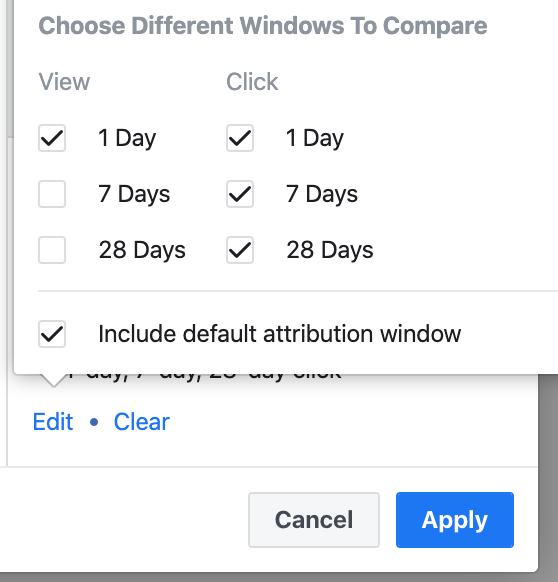 Choose Different Windows To Compare
View Click
1 Day 1 Day
7 Days 7 Days
28 Days 28 Days
Include default attribution window
day, 7-day, 28-day click
Edit • Clear
Cancel Apply